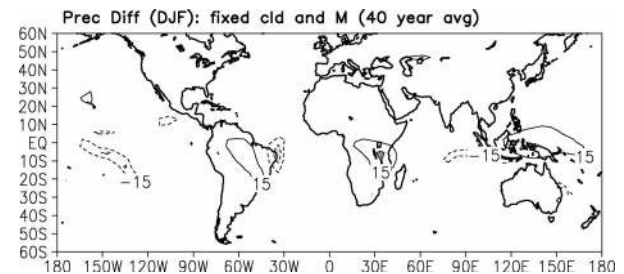 Prec Diff (DJF): fixed cld and M (40 year avg)
60N
50N
40N
30N
20N
10N
EQ
10S
20S
30S
40S
50S
60S
-15
15
15
-15
15
180 150W 120W 90W 60W 30W 0 30E 60E 90E 120E 150E 180